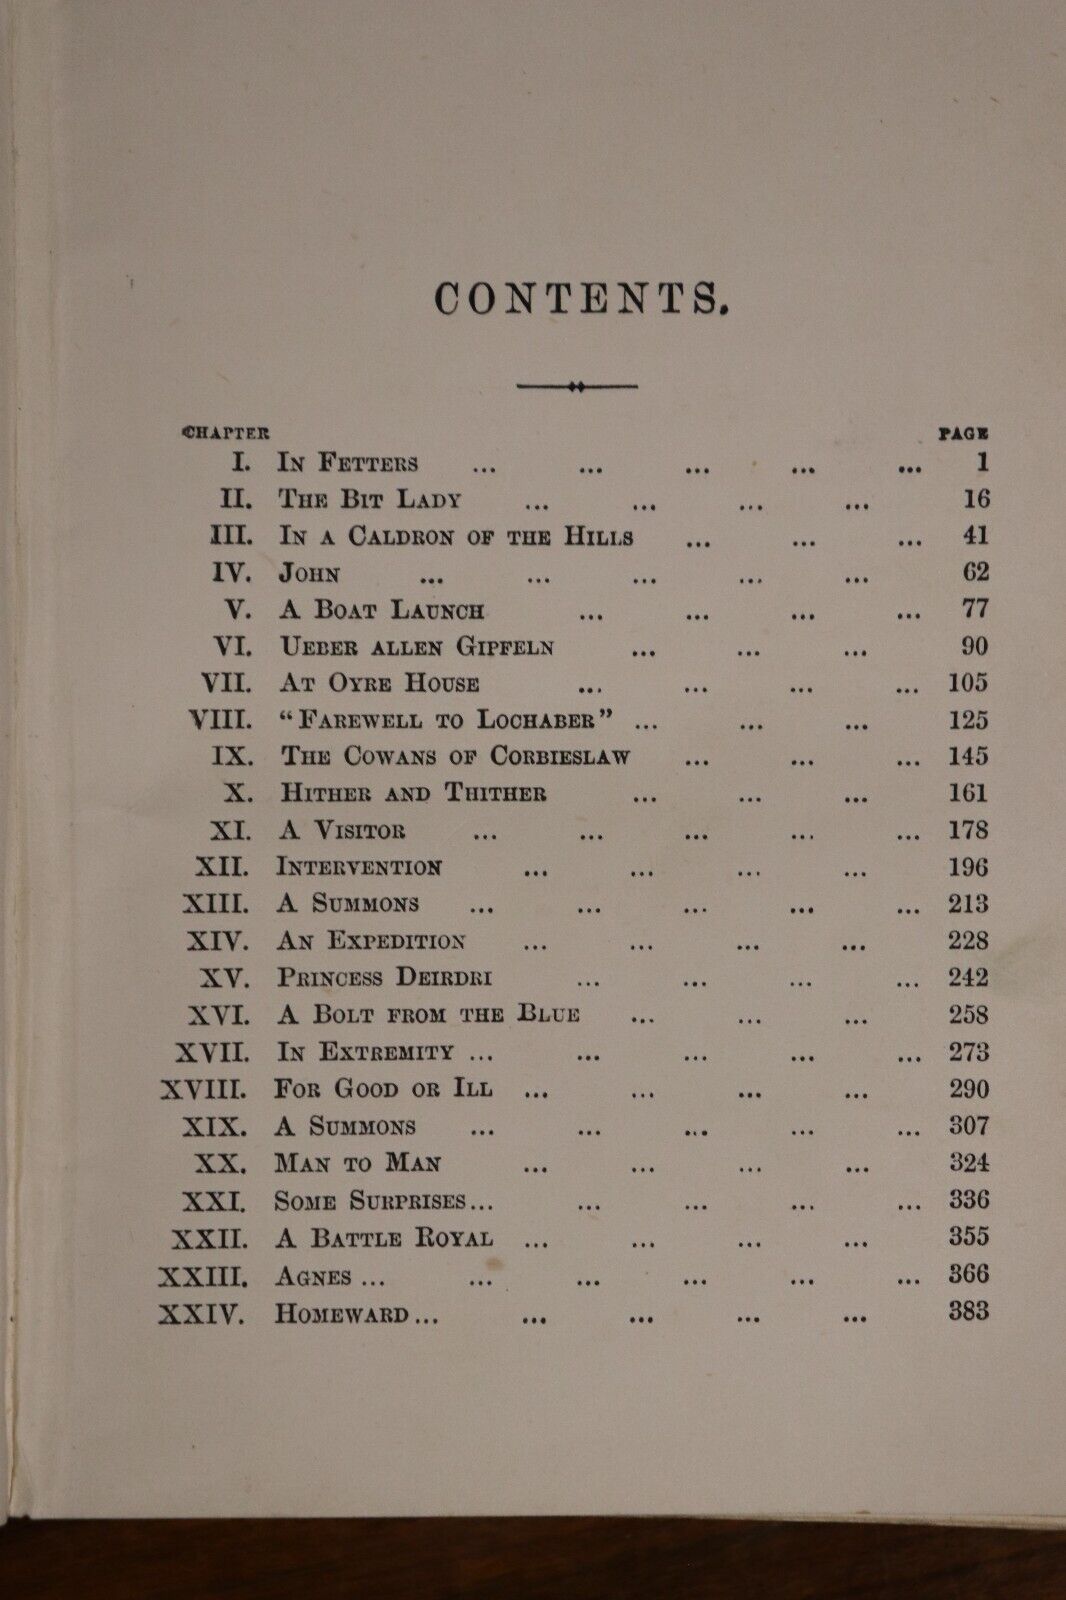 CONTENTS.
CHAPTER PAGE
I. IN FETTERS ... ... ... ... ... 1
II. THE BIT LADY ... ... ... ... 16
III. IN A CALDRON OF THE HILLS ... ... ... 41
IV. JOHN ... ... ... ... ... 62
V. A BOAT LAUNCH ... ... ... ... 77
VI. UEBER ALLEN GIPFELN ... ... ... 90
VII. AT OYRE HOUSE ... ... ... ... 105
VIII. "FAREWELL TO LOCHABER" ... ... ... 125
IX. THE COWANS OF CORBIESLAW ... ... ... 145
X. HITHER AND THITHER ... ... ... 161
XI. A VISITOR ... ... ... ... ... 178
XII. INTERVENTION ... ... ... ... 196
XIII. A SUMMONS ... ... ... ... ... 213
XIV. AN EXPEDITION ... ... ... ... 228
XV. PRINCESS DEIRDRI ... ... ... ... 242
XVI. A BOLT FROM THE BLUE ... ... ... 258
XVII. IN EXTREMITY ... ... ... ... ... 273
XVIII. FOR GOOD OR ILL ... ... ... ... 290
XIX. A SUMMONS ... ... ... ... ... 307
XX. MAN TO MAN ... ... ... ... 324
XXI. SOME SURPRISES... ... ... ... ... 336
XXII. A BATTLE ROYAL ... ... ... ... 355
XXIII. AGNES ... ... ... ... ... ... 366
XXIV. HOMEWARD... ... ... ... ... 383